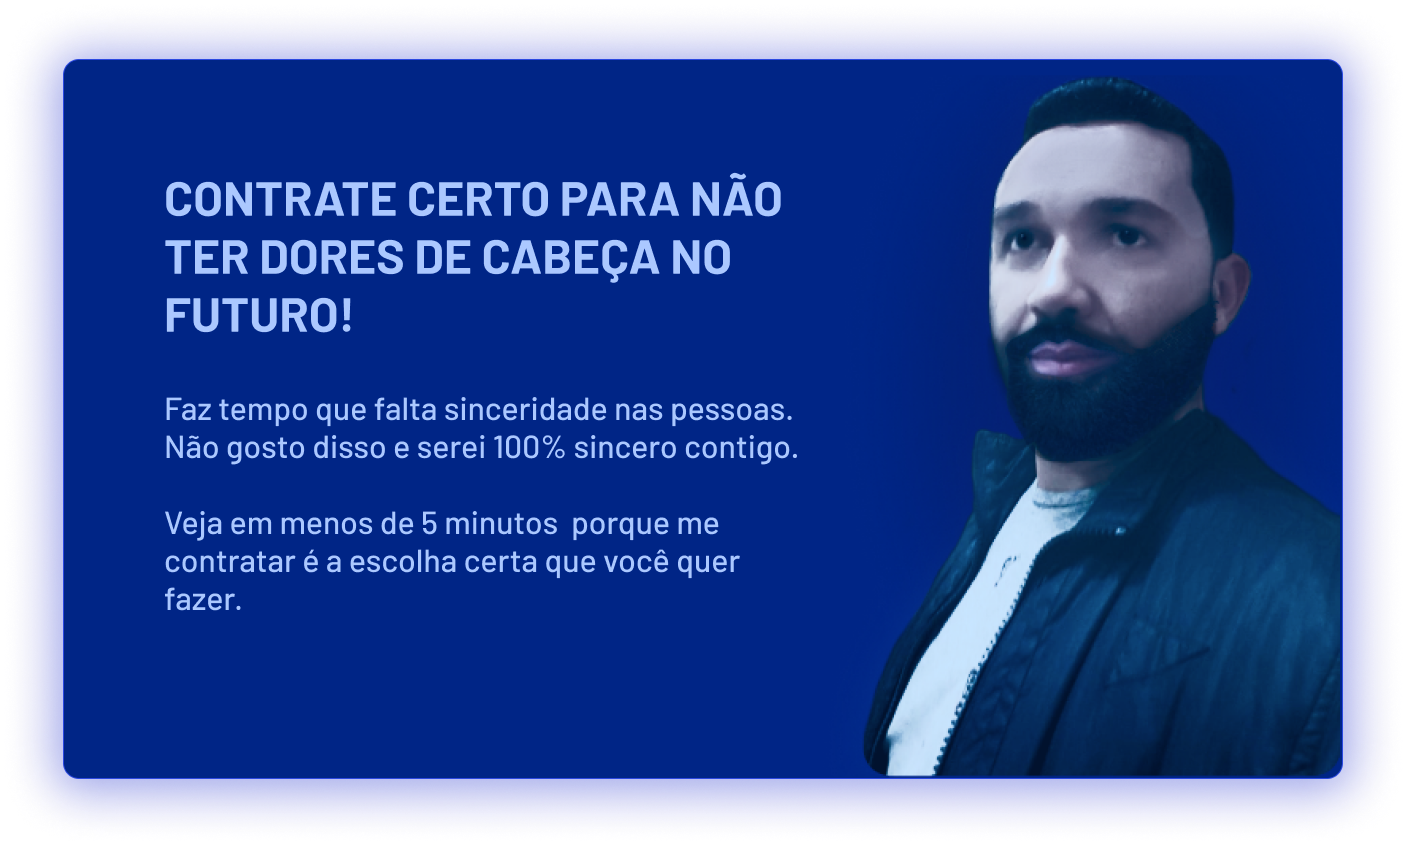 CONTRATE CERTO PARA NÃO
TER DORES DE CABEÇA NO
FUTURO!
Faz tempo que falta sinceridade nas pessoas.
Não gosto disso e serei 100% sincero contigo.
Veja em menos de 5 minutos  porque me
contratar é a escolha certa que você quer
fazer.